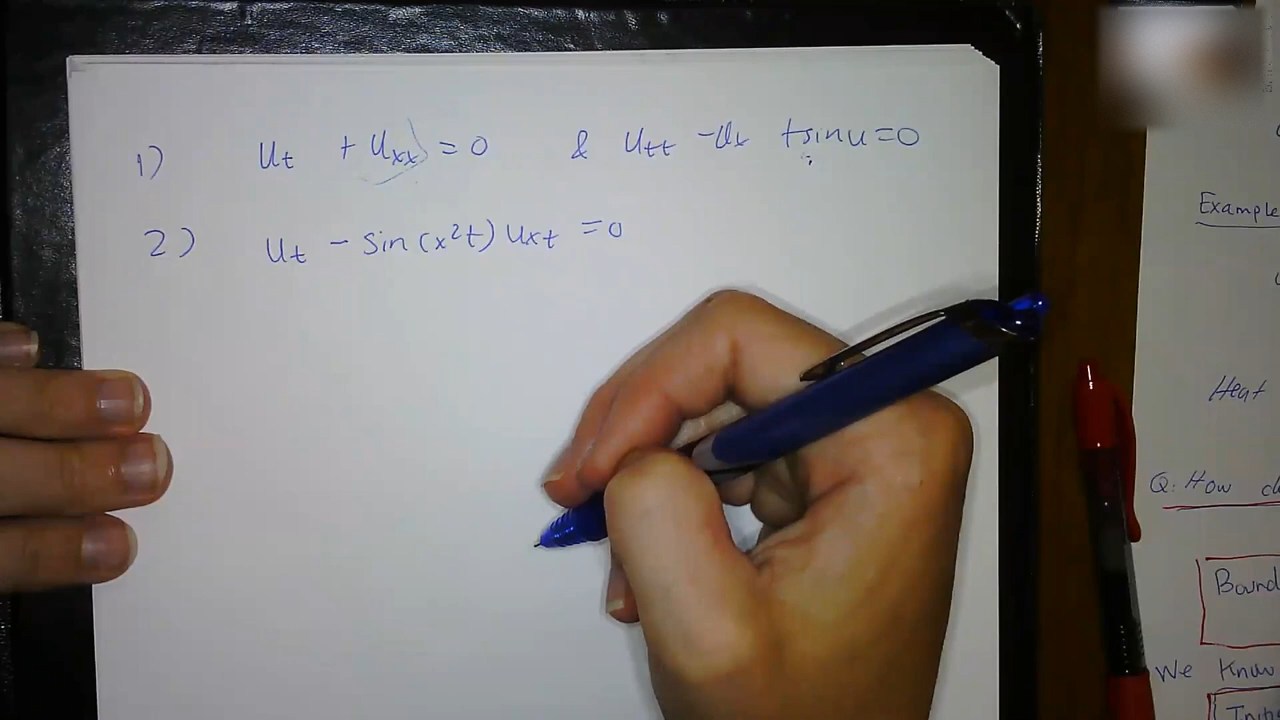 1) u_t + u_xx = 0 & u_tt - u_x + sin u = 0
2) u_t - sin(x²t) u_xt = 0
Example
Heat
Q: How
Bound
We Know